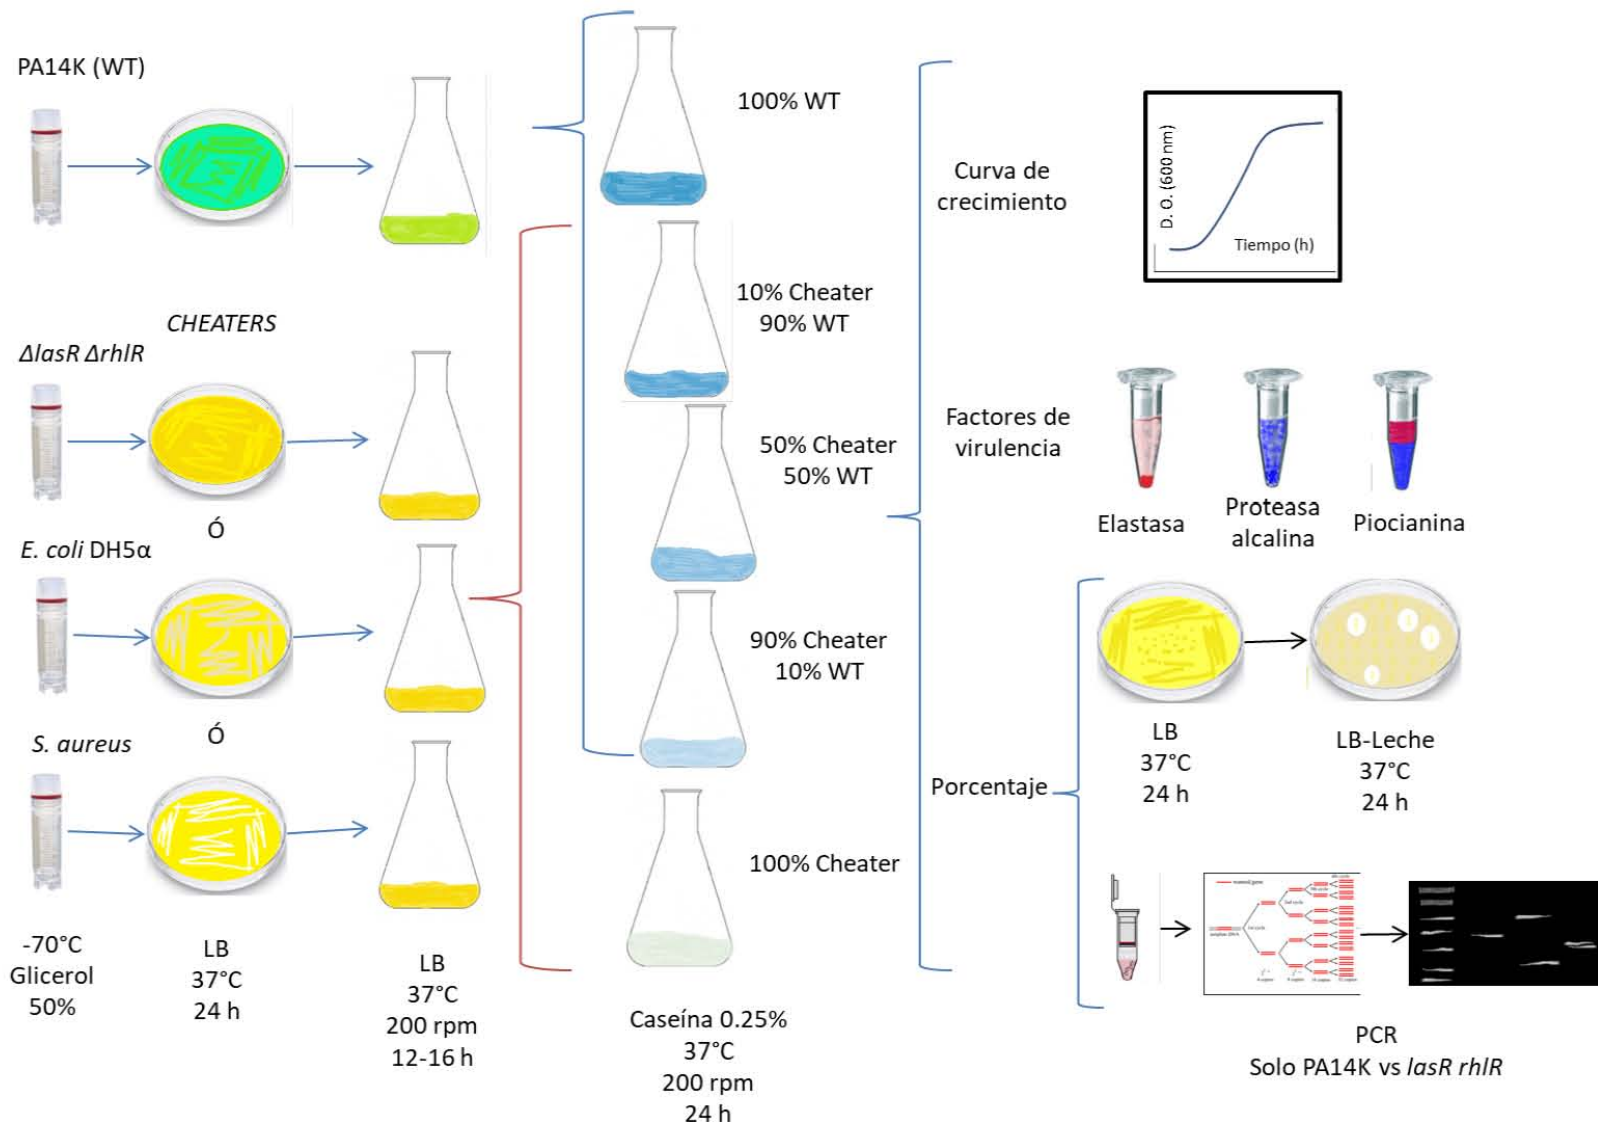 PA14K (WT)
CHEATERS
ΔlasR ΔrhlR
Ó
E. coli DH5α
Ó
S. aureus
-70°C
Glicerol
50%
LB
37°C
24 h
LB
37°C
200 rpm
12-16 h
100% WT
10% Cheater
90% WT
50% Cheater
50% WT
90% Cheater
10% WT
100% Cheater
Caseína 0.25%
37°C
200 rpm
24 h
Curva de
crecimiento
D. O. (600 nm)
Tiempo (h)
Factores de
virulencia
Elastasa
Proteasa
alcalina
Piocianina
Porcentaje
LB
37°C
24 h
LB-Leche
37°C
24 h
PCR
Solo PA14K vs lasR rhlR